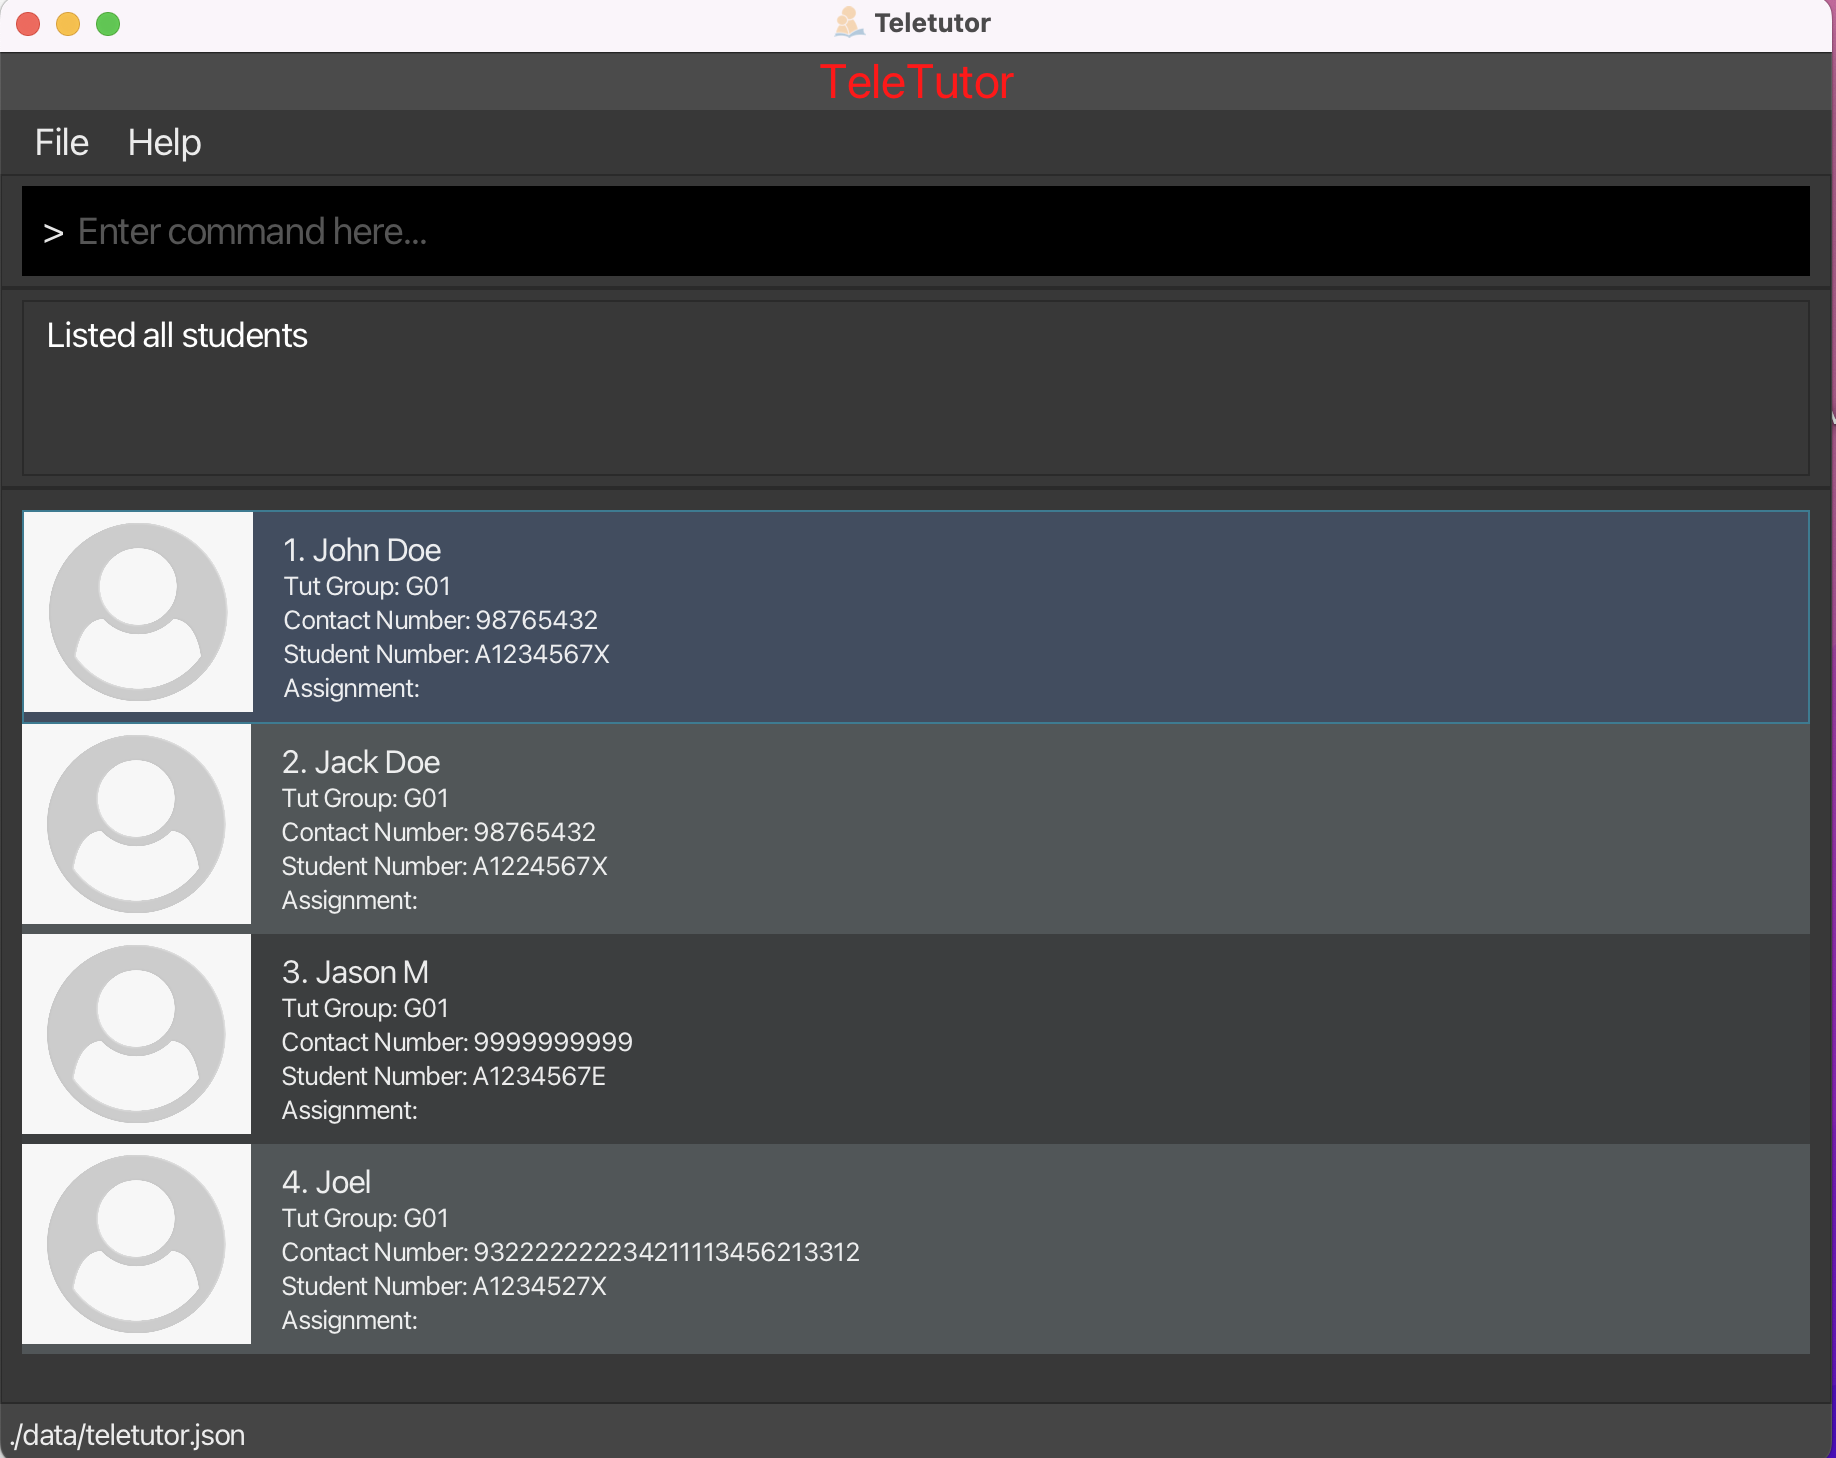 Teletutor
TeleTutor
File Help
> Enter command here...
Listed all students
1. John Doe
Tut Group: G01
Contact Number: 98765432
Student Number: A1234567X
Assignment:
2. Jack Doe
Tut Group: G01
Contact Number: 98765432
Student Number: A1224567X
Assignment:
3. Jason M
Tut Group: G01
Contact Number: 9999999999
Student Number: A1234567E
Assignment:
4. Joel
Tut Group: G01
Contact Number: 932222222234211113456213312
Student Number: A1234527X
Assignment:
./data/teletutor.json